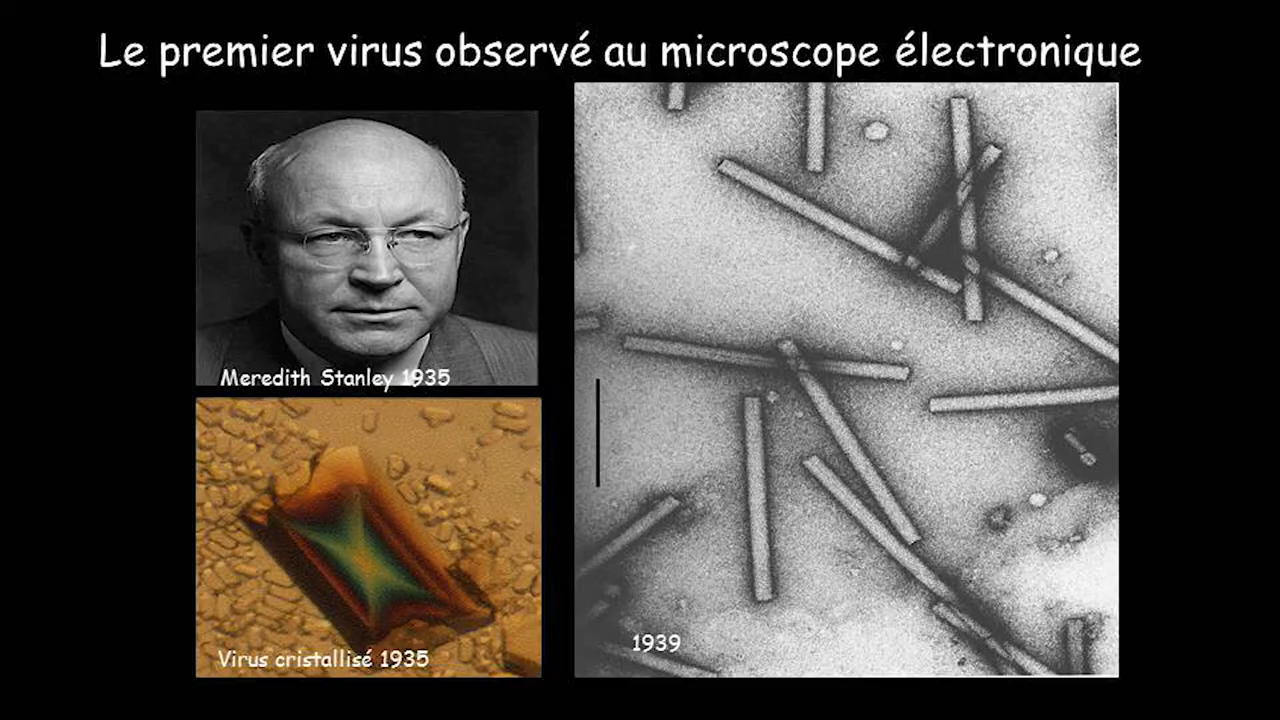 Le premier virus observé au microscope électronique
Meredith Stanley 1935
Virus cristallisé 1935
1939